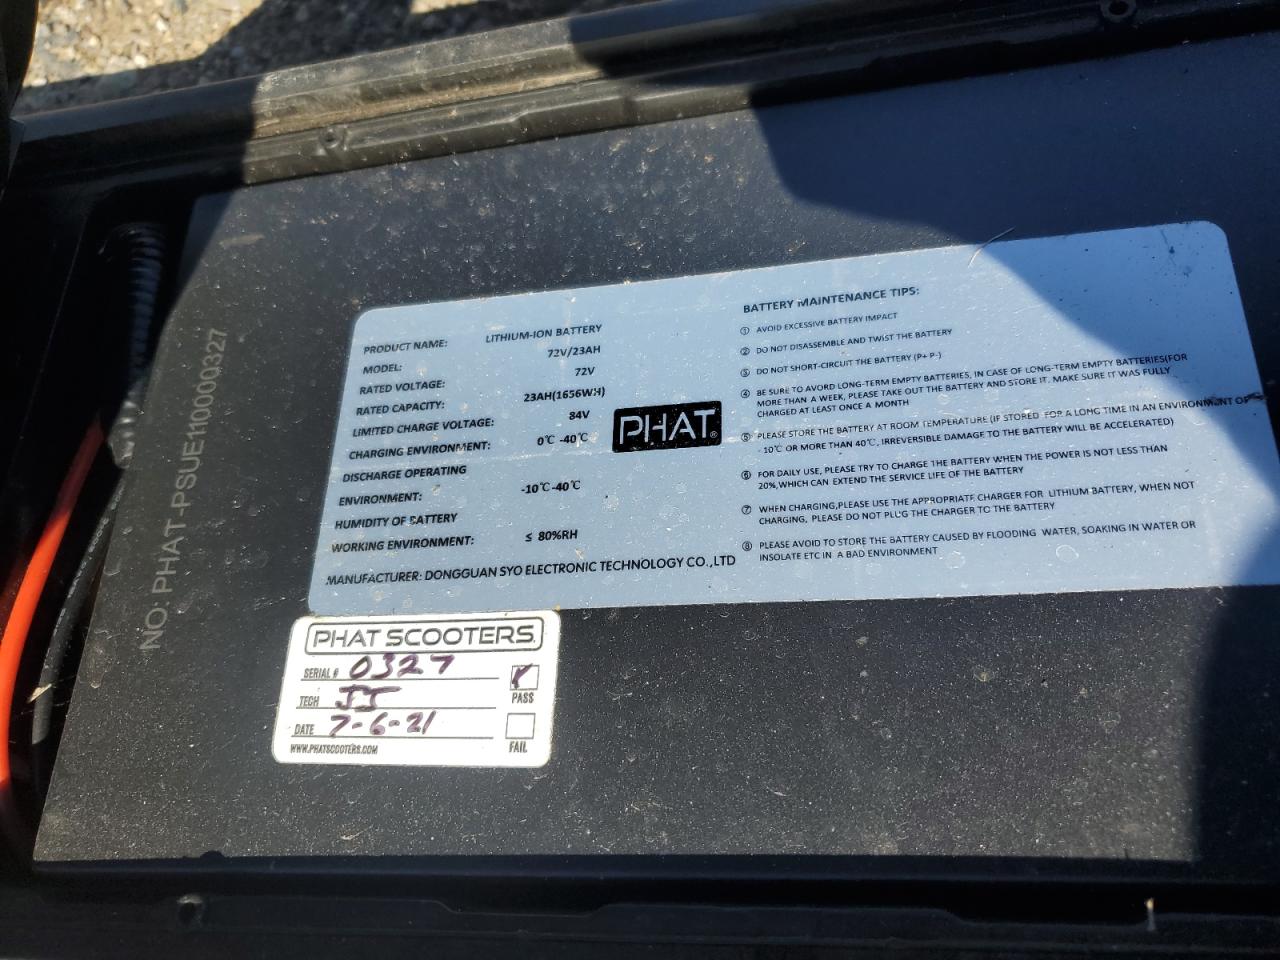 PRODUCT NAME: LITHIUM-ION BATTERY
MODEL: 72V/23AH
RATED VOLTAGE: 72V
RATED CAPACITY: 23AH(1656WH)
LIMITED CHARGE VOLTAGE: 84V
CHARGING ENVIRONMENT: 0℃ -40℃
DISCHARGE OPERATING
ENVIRONMENT: -10℃-40℃
HUMIDITY OF BATTERY
WORKING ENVIRONMENT: ≤ 80%RH
MANUFACTURER: DONGGUAN SYO ELECTRONIC TECHNOLOGY CO.,LTD
PHAT®
BATTERY MAINTENANCE TIPS:
① AVOID EXCESSIVE BATTERY IMPACT
② DO NOT DISASSEMBLE AND TWIST THE BATTERY
③ DO NOT SHORT-CIRCUIT THE BATTERY (P+ P-)
④ BE SURE TO AVORD LONG-TERM EMPTY BATTERIES, IN CASE OF LONG-TERM EMPTY BATTERIES(FOR
MORE THAN A WEEK, PLEASE TAKE OUT THE BATTERY AND STORE IT. MAKE SURE IT WAS FULLY
CHARGED AT LEAST ONCE A MONTH
⑤ PLEASE STORE THE BATTERY AT ROOM TEMPERATURE (IF STORED FOR A LONG TIME IN AN ENVIRONMENT OF
- 10℃ OR MORE THAN 40℃, IRREVERSIBLE DAMAGE TO THE BATTERY WILL BE ACCELERATED)
⑥ FOR DAILY USE, PLEASE TRY TO CHARGE THE BATTERY WHEN THE POWER IS NOT LESS THAN
20%,WHICH CAN EXTEND THE SERVICE LIFE OF THE BATTERY
⑦ WHEN CHARGING,PLEASE USE THE APPROPRIATE CHARGER FOR LITHIUM BATTERY, WHEN NOT
CHARGING, PLEASE DO NOT PLUG THE CHARGER TO THE BATTERY
⑧ PLEASE AVOID TO STORE THE BATTERY CAUSED BY FLOODING WATER, SOAKING IN WATER OR
INSOLATE ETC IN A BAD ENVIRONMENT
NO: PHAT-PSUE11000000327
PHAT SCOOTERS
SERIAL # 0327
TECH JJ
DATE 7-6-21
WWW.PHATSCOOTERS.COM
PASS
FAIL